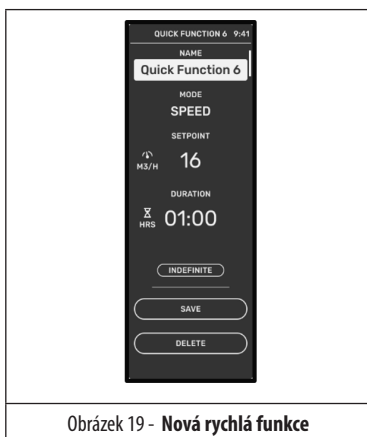 QUICK FUNCTION 6 9:41
NAME
Quick Function 6
MODE
SPEED
SETPOINT
M3/H 16
DURATION
HRS 01:00
INDEFINITE
SAVE
DELETE
Obrázek 19 - Nová rychlá funkce